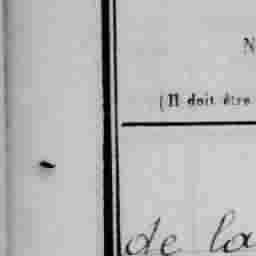 N
(Il doit être
de la